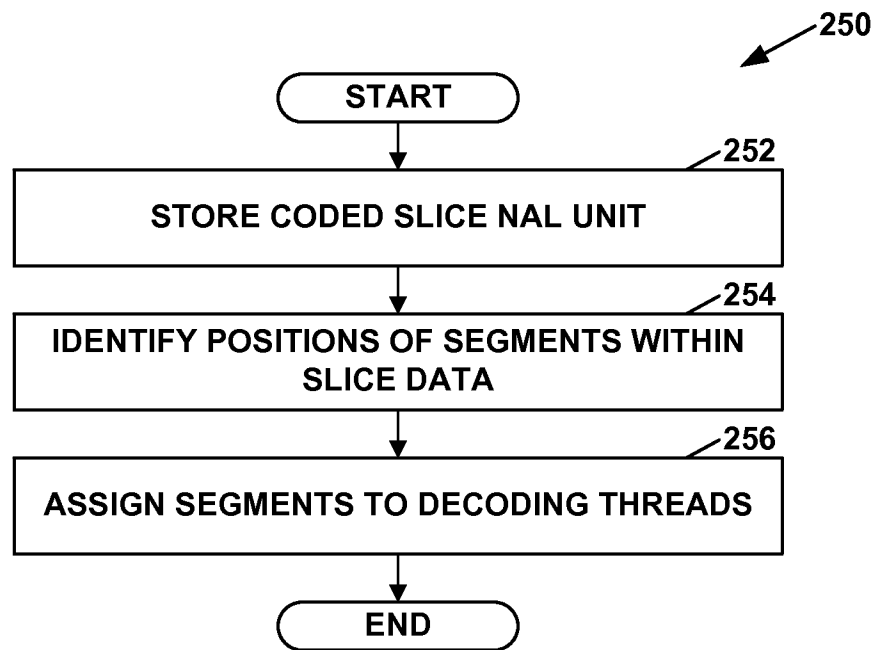 250
START
252
STORE CODED SLICE NAL UNIT
254
IDENTIFY POSITIONS OF SEGMENTS WITHIN
SLICE DATA
256
ASSIGN SEGMENTS TO DECODING THREADS
END